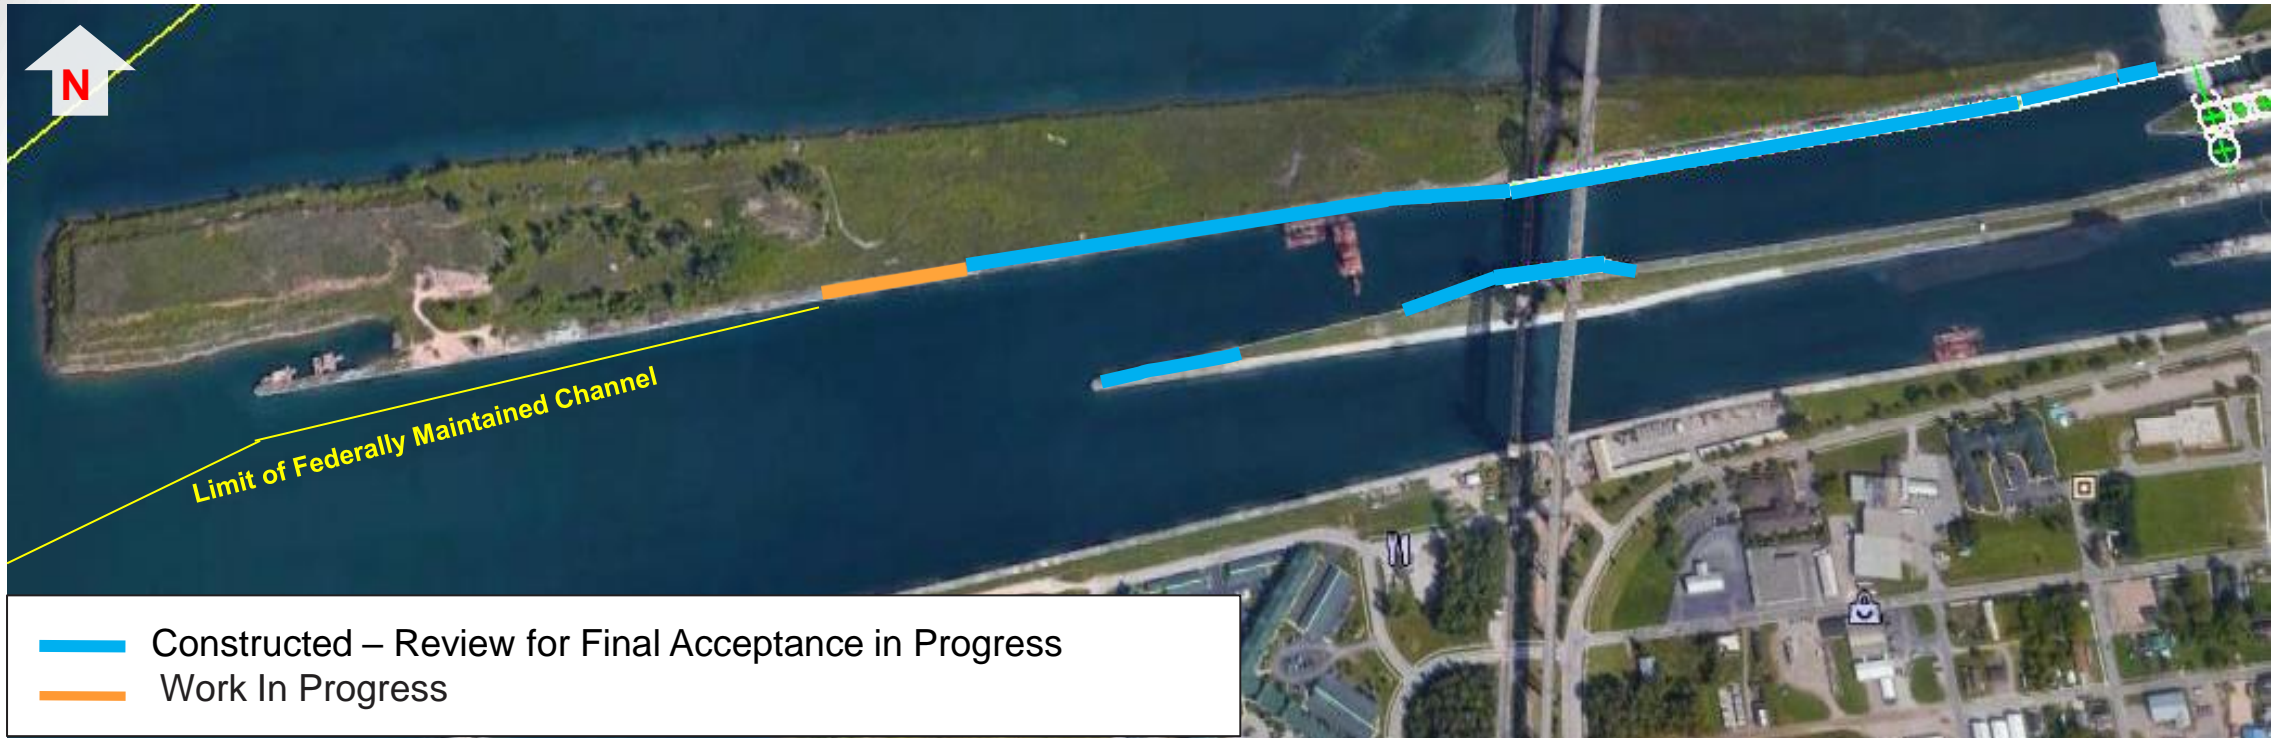 N
Limit of Federally Maintained Channel
Constructed – Review for Final Acceptance in Progress
Work In Progress